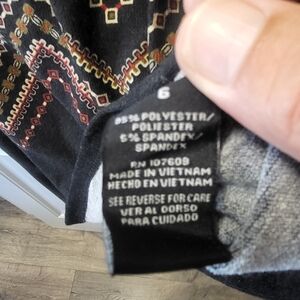 6
95% POLYESTER/
POLIESTER
5% SPANDEX/
SPANDEX
RN 107609
MADE IN VIETNAM
HECHO EN VIETNAM
SEE REVERSE FOR CARE
VER AL DORSO
PARA CUIDADO